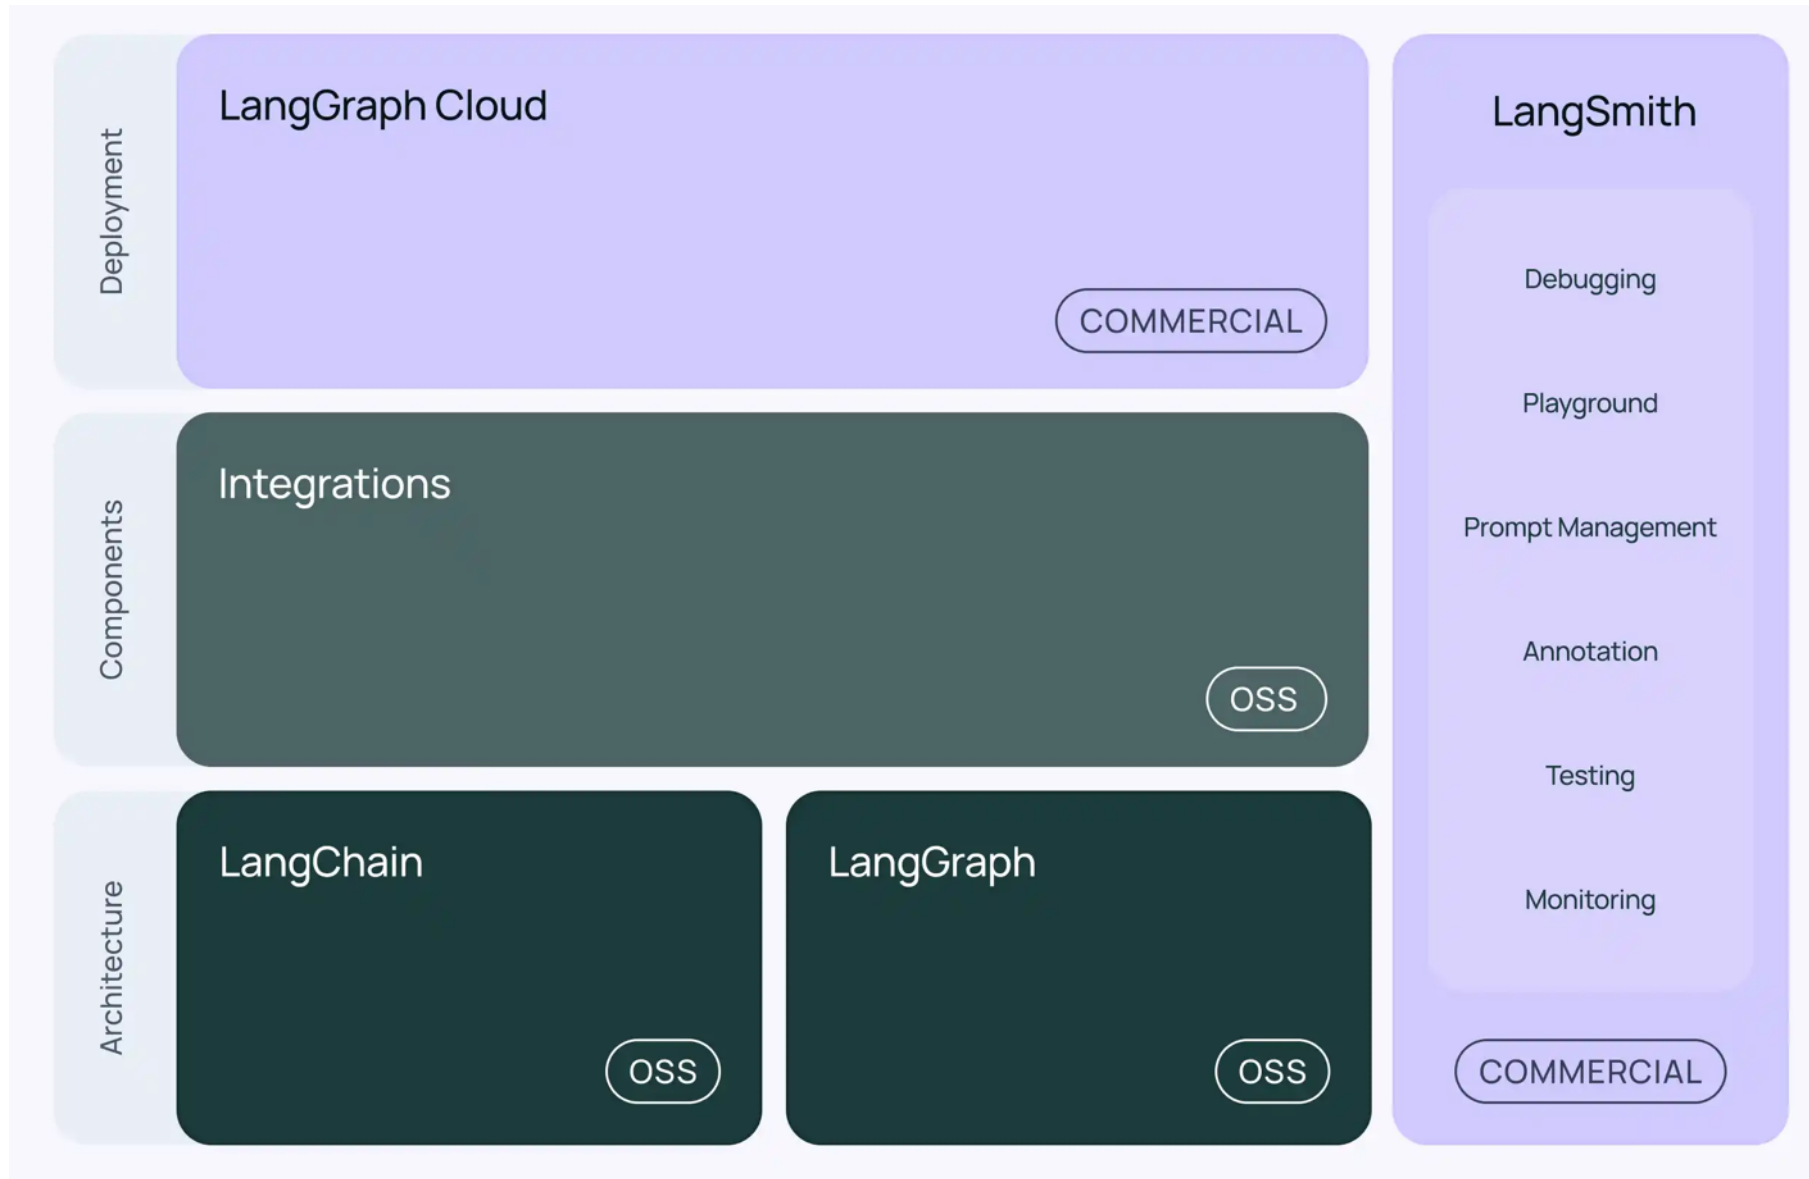 Deployment
LangGraph Cloud
COMMERCIAL
Components
Integrations
OSS
Architecture
LangChain
OSS
LangGraph
OSS
LangSmith
Debugging
Playground
Prompt Management
Annotation
Testing
Monitoring
COMMERCIAL